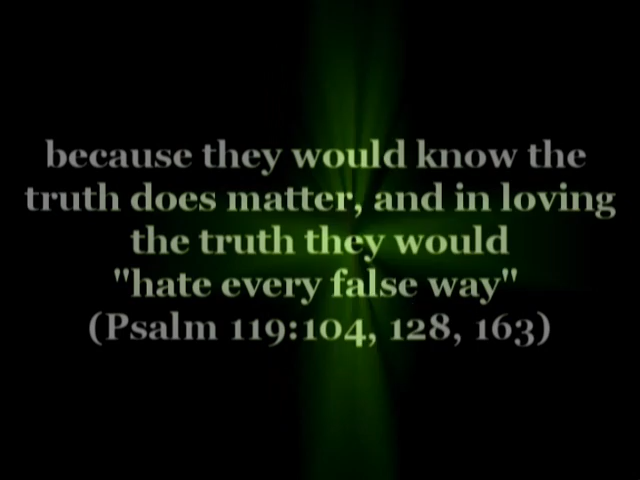 because they would know the
truth does matter, and in loving
the truth they would
"hate every false way"
(Psalm 119:104, 128, 163)